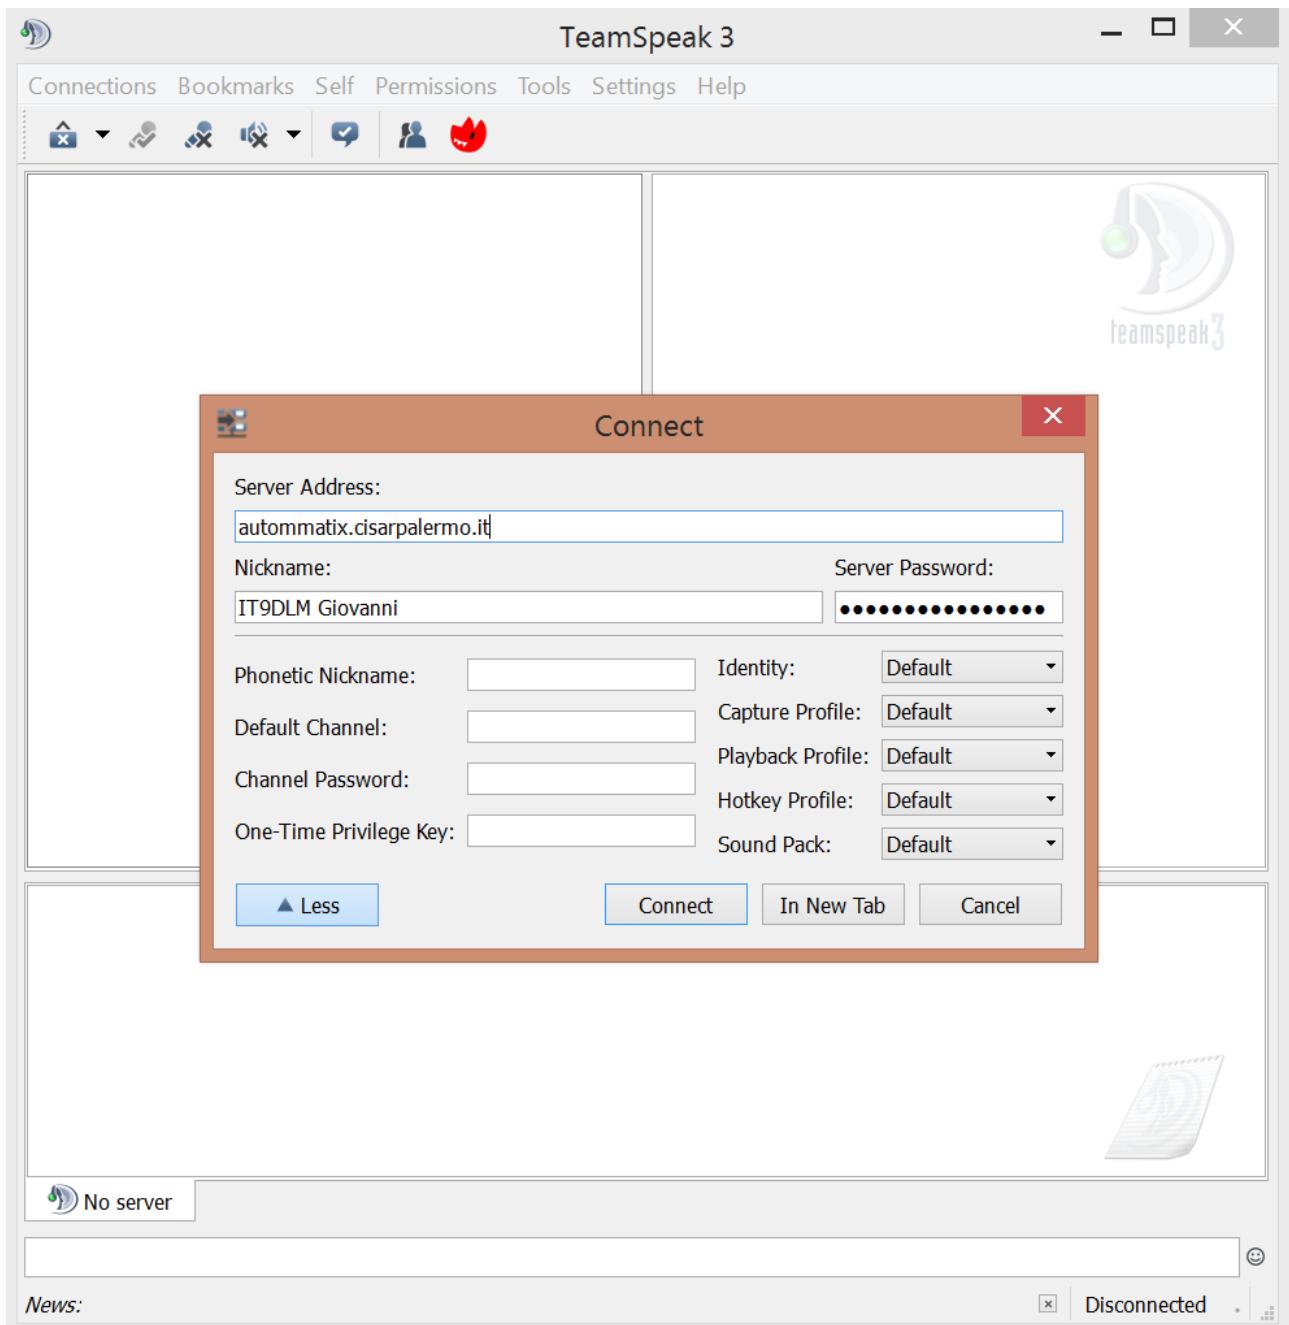 TeamSpeak 3
Connections Bookmarks Self Permissions Tools Settings Help
teamspeak3
Connect
Server Address:
autommatix.cisarpalermo.it
Nickname: Server Password:
IT9DLM Giovanni ●●●●●●●●●●●●●●●●
Phonetic Nickname: Identity: Default
Default Channel: Capture Profile: Default
Channel Password: Playback Profile: Default
One-Time Privilege Key: Hotkey Profile: Default
Sound Pack: Default
Less Connect In New Tab Cancel
No server
News: Disconnected